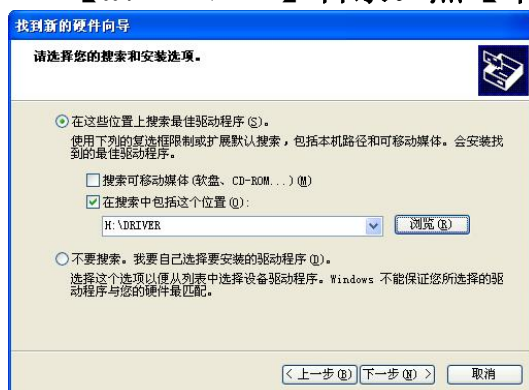 找到新的硬件向导
请选择您的搜索和安装选项。
在这些位置上搜索最佳驱动程序(S)。
使用下列的复选框限制或扩展默认搜索，包括本机路径和可移动媒体。会安装找
到的最佳驱动程序。
搜索可移动媒体(软盘、CD-ROM...)(M)
在搜索中包括这个位置(O):
H:\DRIVER
浏览(R)
不要搜索。我要自己选择要安装的驱动程序(D)。
选择这个选项以便从列表中选择设备驱动程序。Windows 不能保证您所选择的驱
动程序与您的硬件最匹配。
< 上一步(B) 下一步(N) > 取消